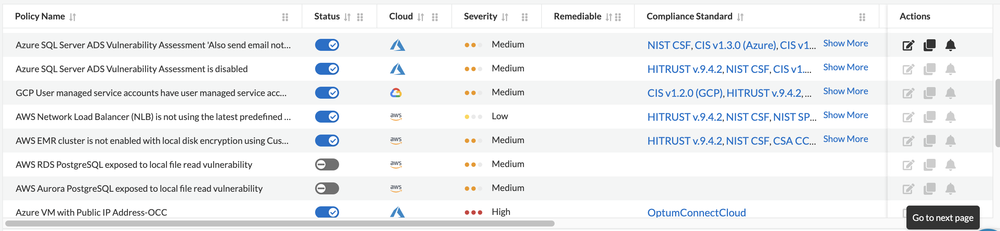 Policy Name Status Cloud Severity Remediable Compliance Standard Actions
Azure SQL Server ADS Vulnerability Assessment 'Also send email not... Medium NIST CSF, CIS v1.3.0 (Azure), CIS v1... Show More
Azure SQL Server ADS Vulnerability Assessment is disabled Medium HITRUST v.9.4.2, NIST CSF, CIS v1.... Show More
GCP User managed service accounts have user managed service acc... Medium CIS v1.2.0 (GCP), HITRUST v.9.4.2, ... Show More
AWS Network Load Balancer (NLB) is not using the latest predefined ... aws Low HITRUST v.9.4.2, NIST CSF, NIST SP... Show More
AWS EMR cluster is not enabled with local disk encryption using Cus... aws Medium HITRUST v.9.4.2, NIST CSF, CSA CC... Show More
AWS RDS PostgreSQL exposed to local file read vulnerability aws Medium
AWS Aurora PostgreSQL exposed to local file read vulnerability aws Medium
Azure VM with Public IP Address-OCC High OptumConnectCloud
Go to next page